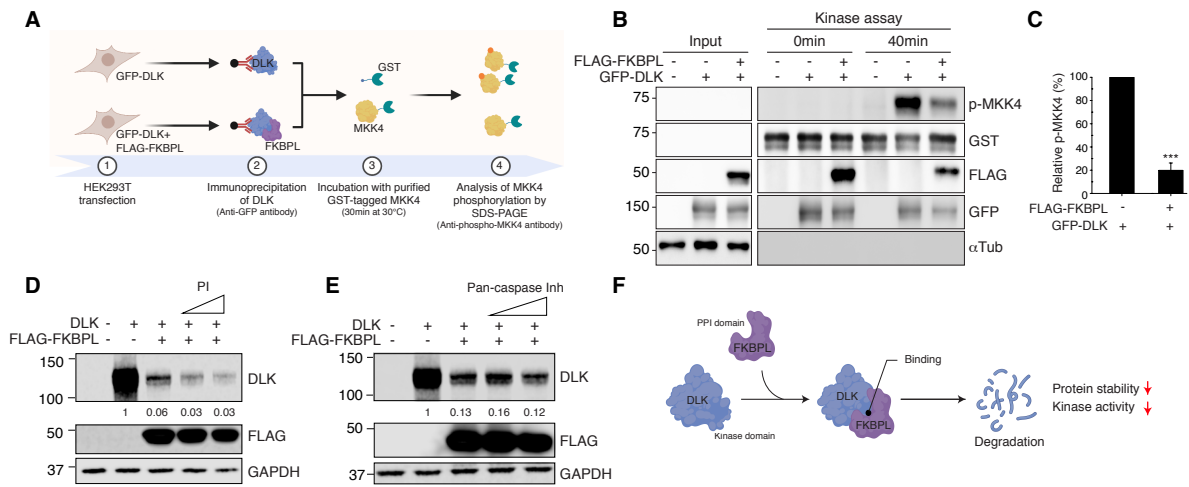 A
GFP-DLK
GFP-DLK+
FLAG-FKBPL
DLK
FKBPL
GST
MKK4
1
2
3
4
HEK293T
transfection
Immunoprecipitation
of DLK
(Anti-GFP antibody)
Incubation with purified
GST-tagged MKK4
(30min at 30°C)
Analysis of MKK4
phosphorylation by
SDS-PAGE
(Anti-phospho-MKK4 antibody)
B
Kinase assay
Input
0min
40min
FLAG-FKBPL - - + - - + - - +
GFP-DLK - + + - + + - + +
75
p-MKK4
75
GST
50
FLAG
150
GFP
50
αTub
C
Relative p-MKK4 (%)
100
80
60
40
20
0
***
FLAG-FKBPL - +
GFP-DLK + +
D
PI
DLK - + + + +
FLAG-FKBPL - - + + +
150
100
DLK
1 0.06 0.03 0.03
50
FLAG
37
GAPDH
E
Pan-caspase Inh
DLK - + + + +
FLAG-FKBPL - - + + +
150
100
DLK
1 0.13 0.16 0.12
50
FLAG
37
GAPDH
F
PPI domain
FKBPL
DLK
Kinase domain
Binding
DLK
FKBPL
Degradation
Protein stability ↓
Kinase activity ↓